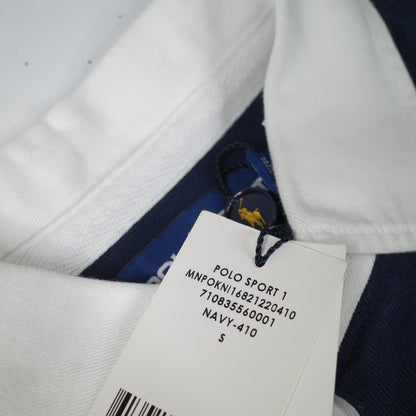 POLO SPORT 1
MNPOKNI16821220410
710835560001
NAVY-410
S